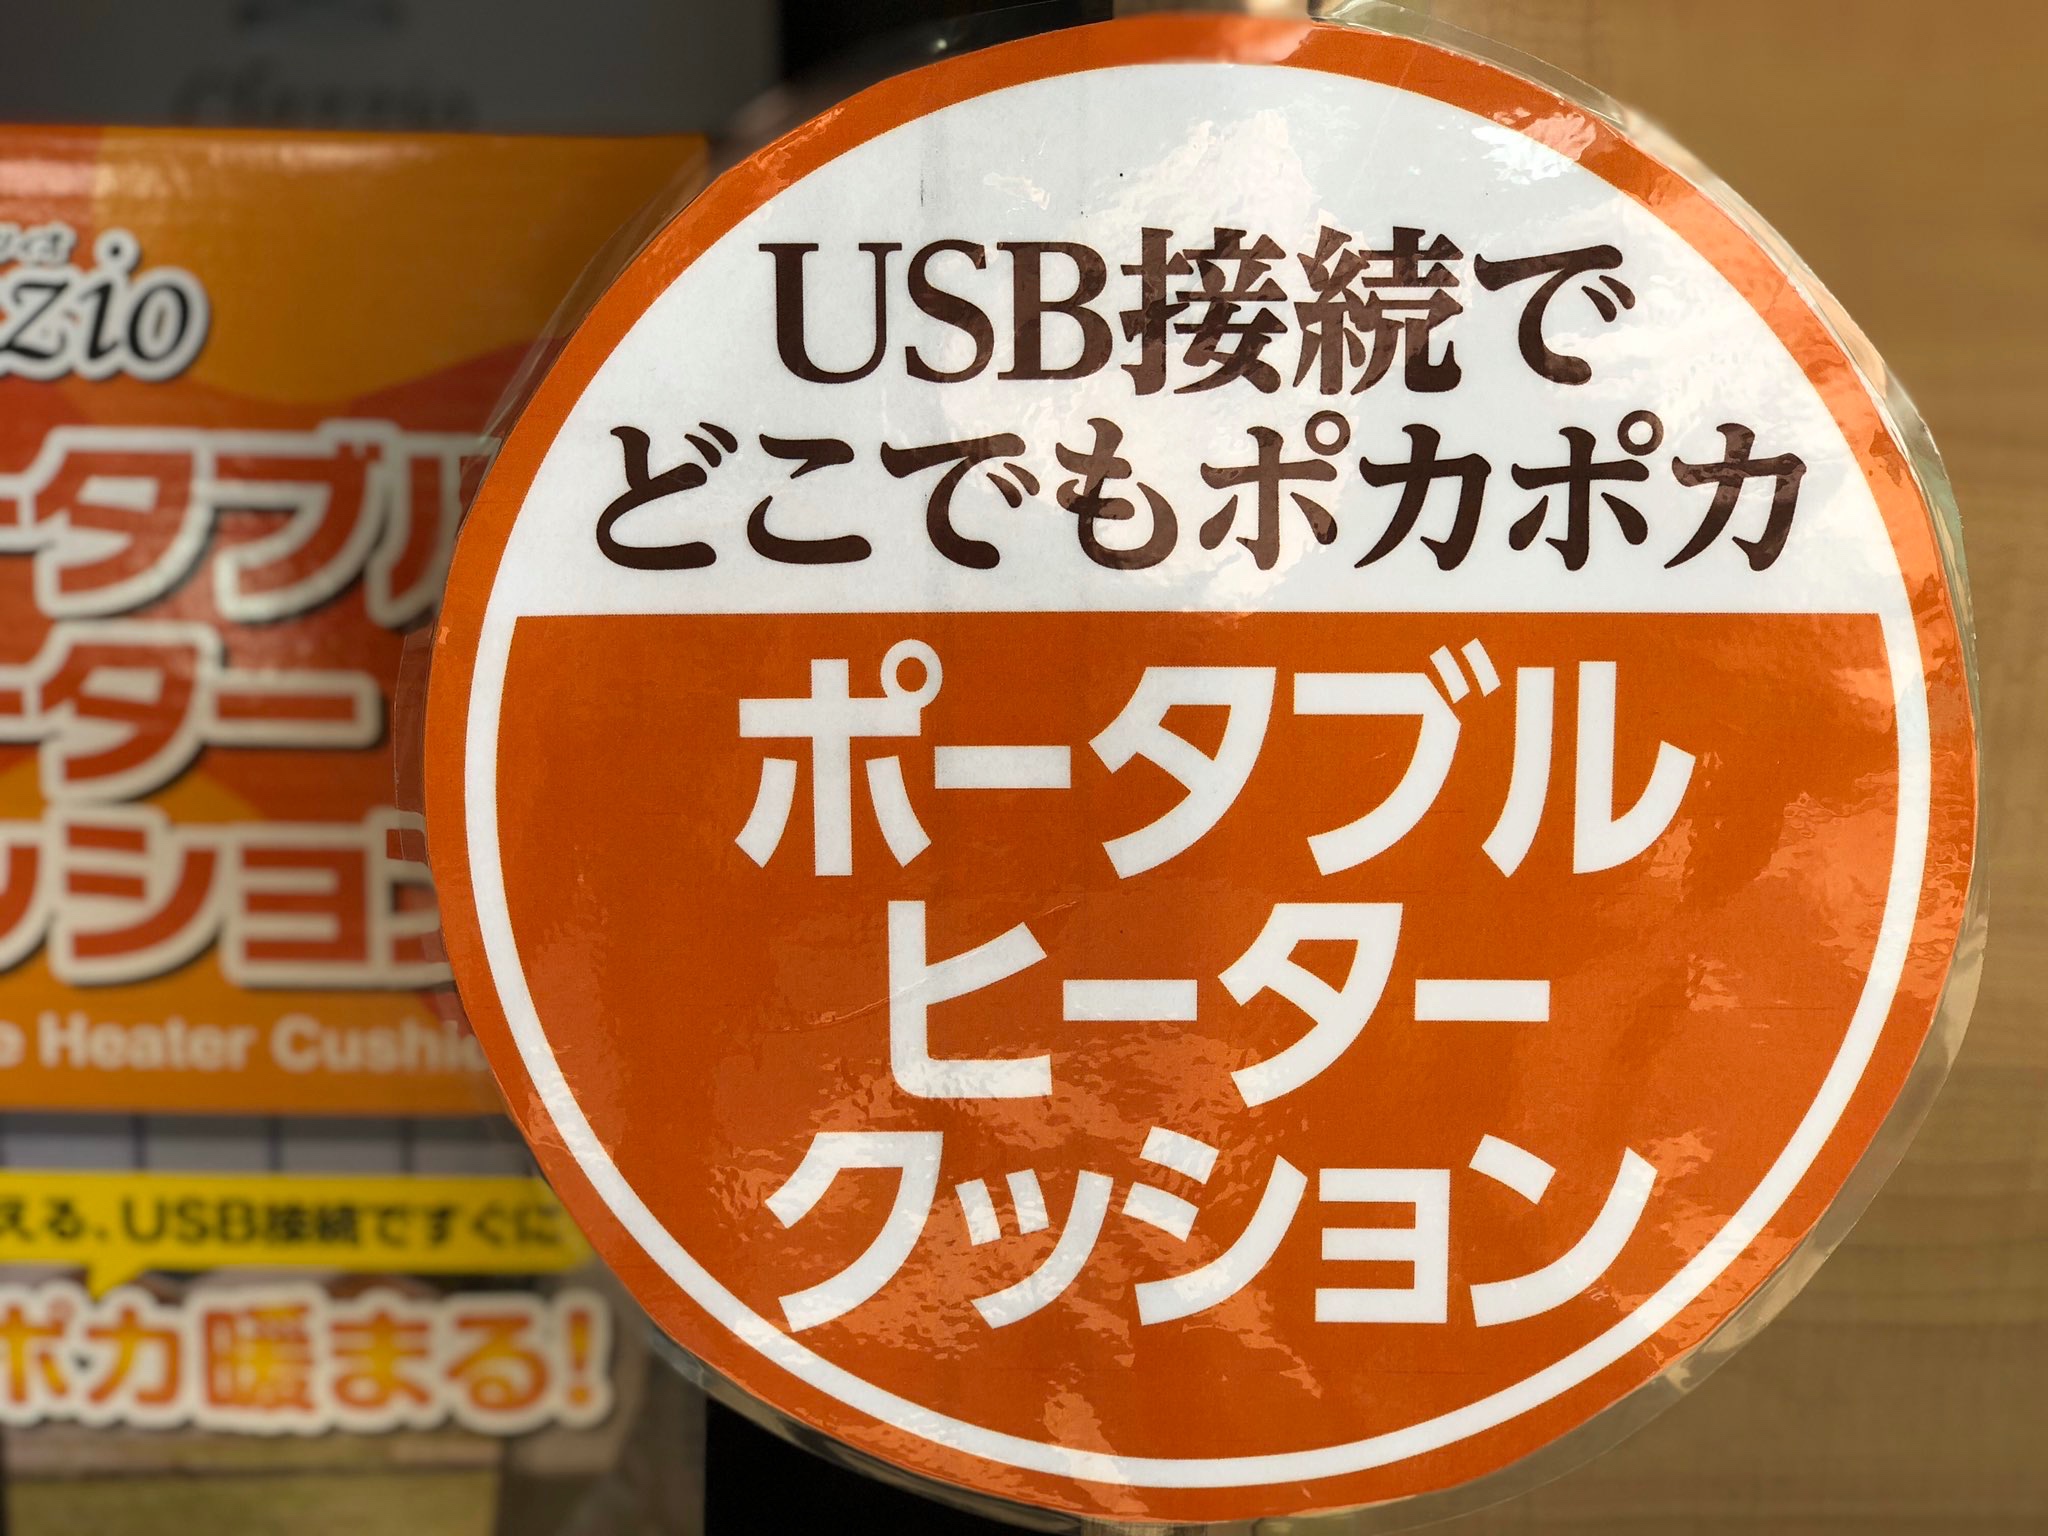 zio
ータブル
ーター
ッション
e Heater Cushio
える、USB接続ですぐに
ポカ暖まる!
USB接続で
どこでもポカポカ
ポータブル
ヒーター
クッション